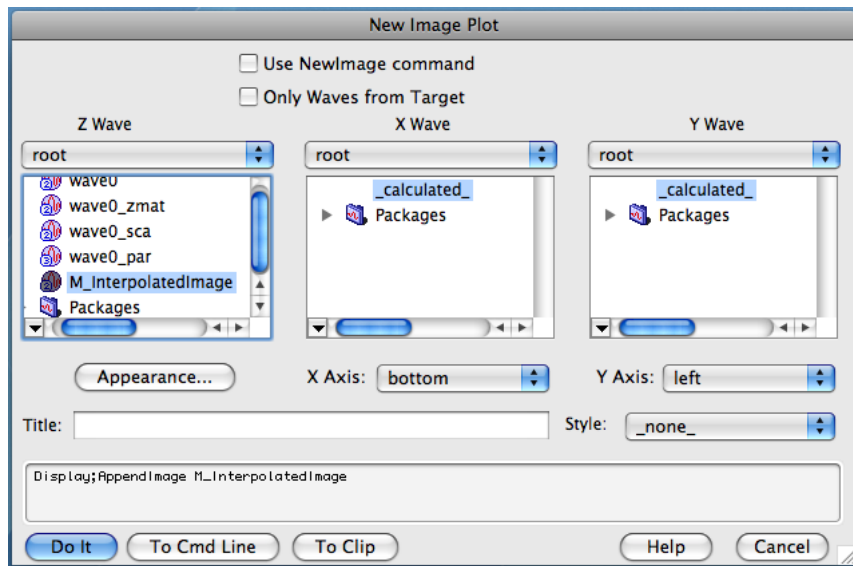 New Image Plot
Use NewImage command
Only Waves from Target
Z Wave X Wave Y Wave
root root root
wave0 _calculated_ _calculated_
wave0_zmat Packages Packages
wave0_sca
wave0_par
M_InterpolatedImage
Packages
Appearance... X Axis: bottom Y Axis: left
Title: Style: _none_
Display;AppendImage M_InterpolatedImage
Do It To Cmd Line To Clip Help Cancel